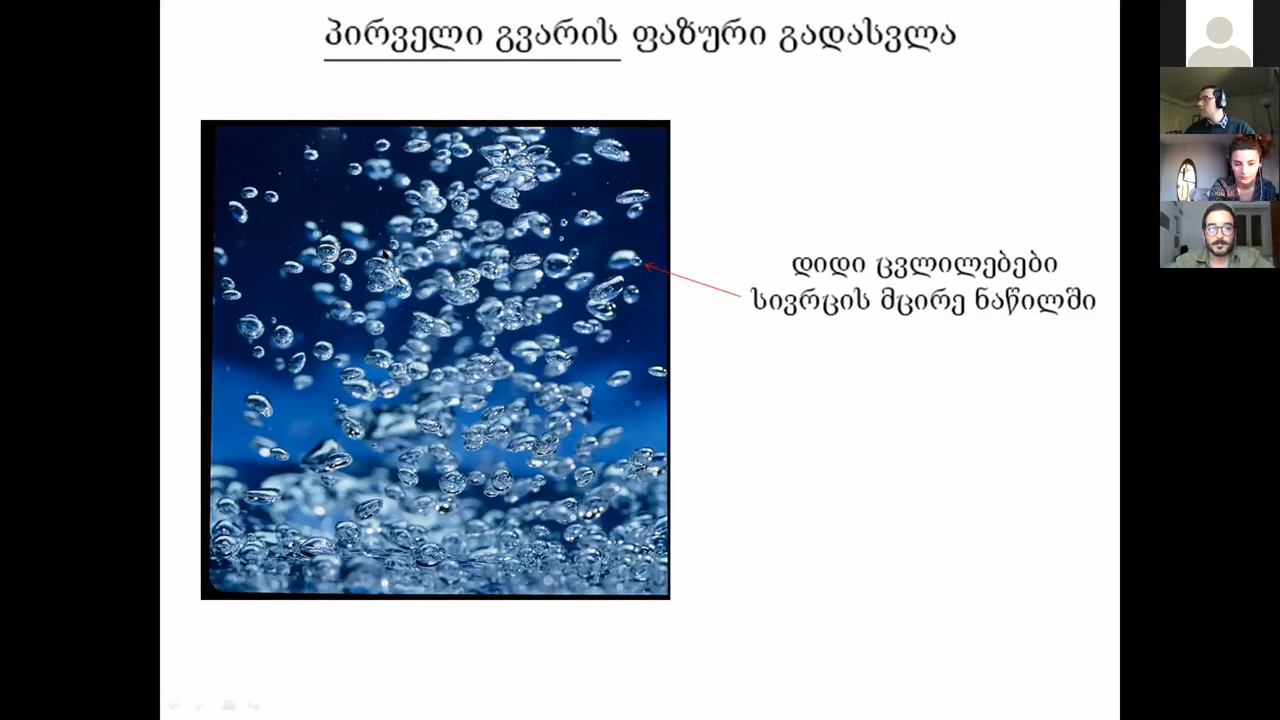 პირველი გვარის ფაზური გადასვლა
დიდი ცვლილებები
სივრცის მცირე ნაწილში